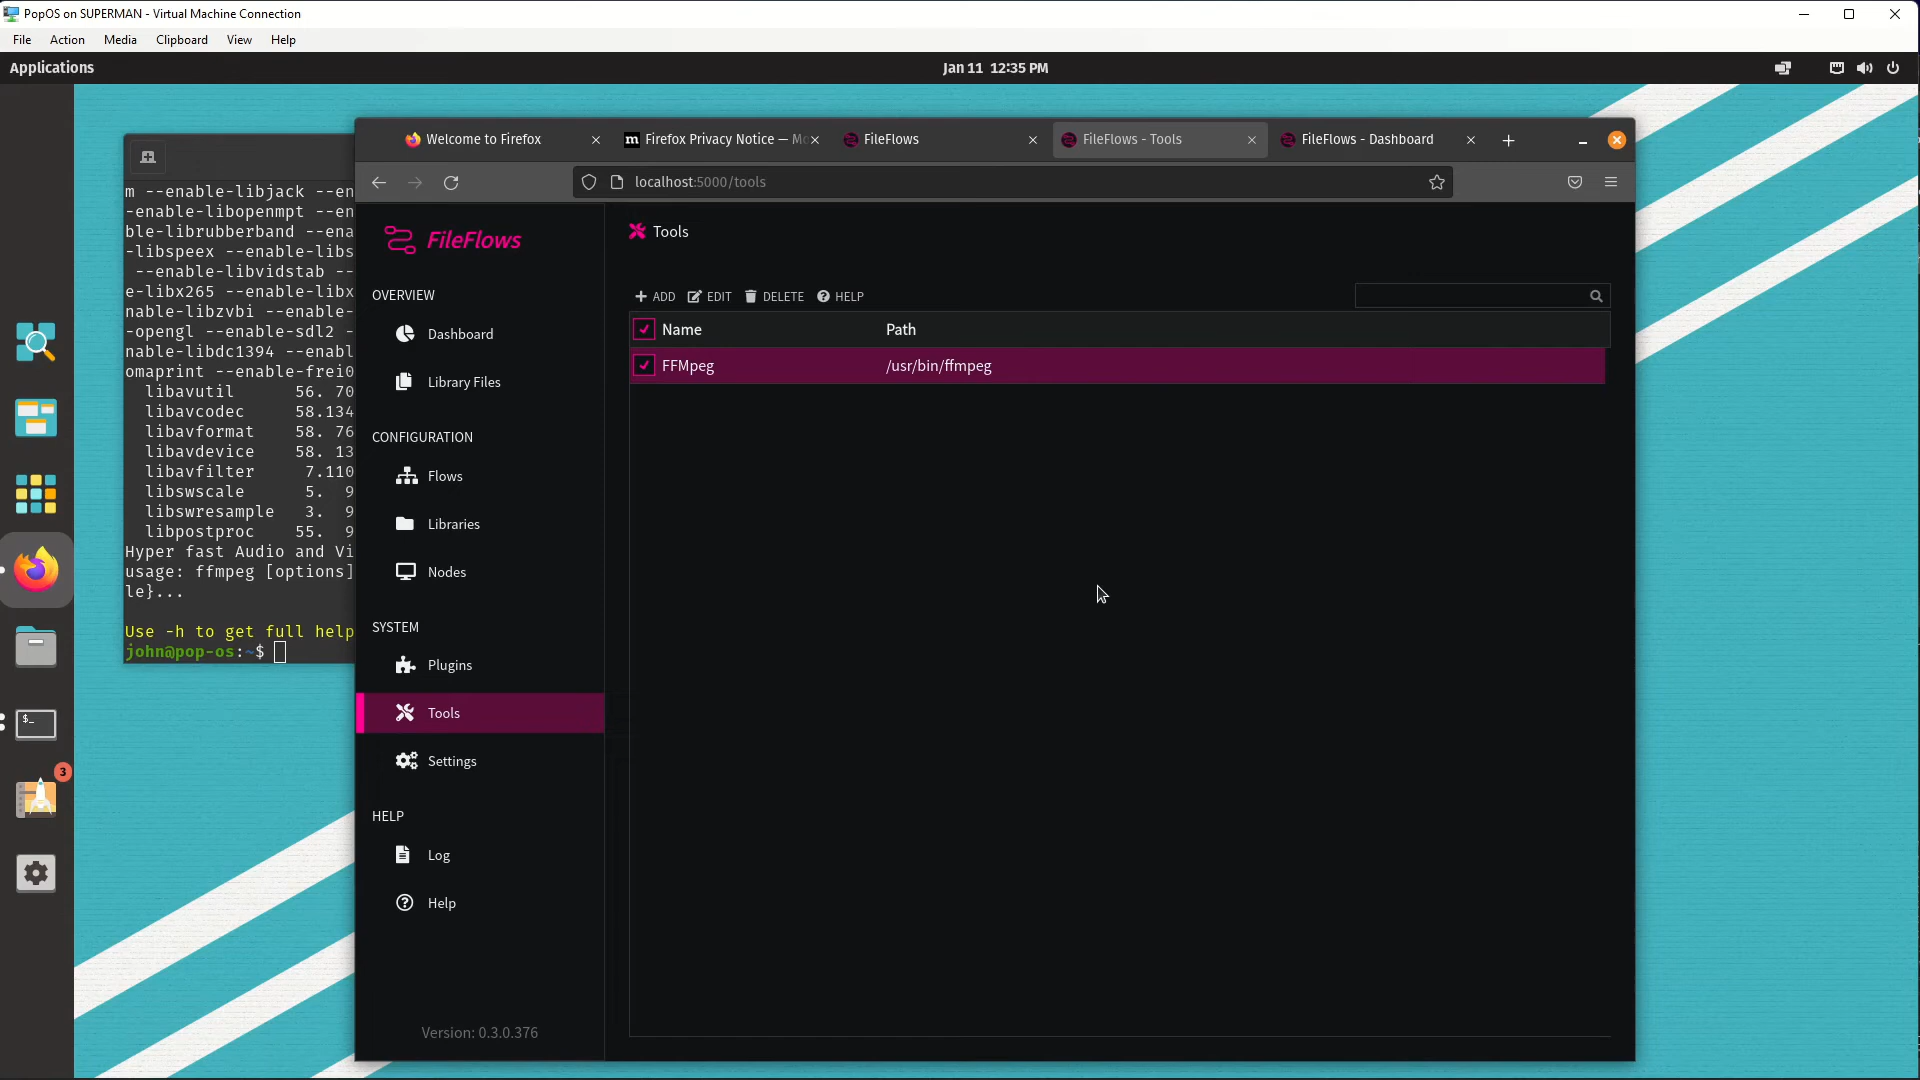 PopOS on SUPERMAN - Virtual Machine Connection
File Action Media Clipboard View Help
Applications
Jan 11 12:35 PM
Welcome to Firefox
Firefox Privacy Notice — Mo
FileFlows
FileFlows - Tools
FileFlows - Dashboard
localhost:5000/tools
m --enable-libjack --en
-enable-libopenmpt --en
ble-librubberband --ena
-libspeex --enable-libs
--enable-libvidstab --
e-libx265 --enable-libx
nable-libzvbi --enable-
-opengl --enable-sdl2 -
nable-libdc1394 --enabl
omaprint --enable-frei0
libavutil 56. 70
libavcodec 58.134
libavformat 58. 76
libavdevice 58. 13
libavfilter 7.110
libswscale 5. 9
libswresample 3. 9
libpostproc 55. 9
Hyper fast Audio and Vi
usage: ffmpeg [options]
le}...
Use -h to get full help
john@pop-os:~$
3
FileFlows
OVERVIEW
Dashboard
Library Files
CONFIGURATION
Flows
Libraries
Nodes
SYSTEM
Plugins
Tools
Settings
HELP
Log
Help
Version: 0.3.0.376
Tools
ADD EDIT DELETE HELP
Name Path
FFMpeg /usr/bin/ffmpeg